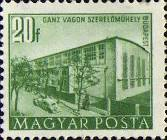 20f
GANZ VAGON SZERELŐMŰHELY
BUDAPEST
MAGYAR POSTA